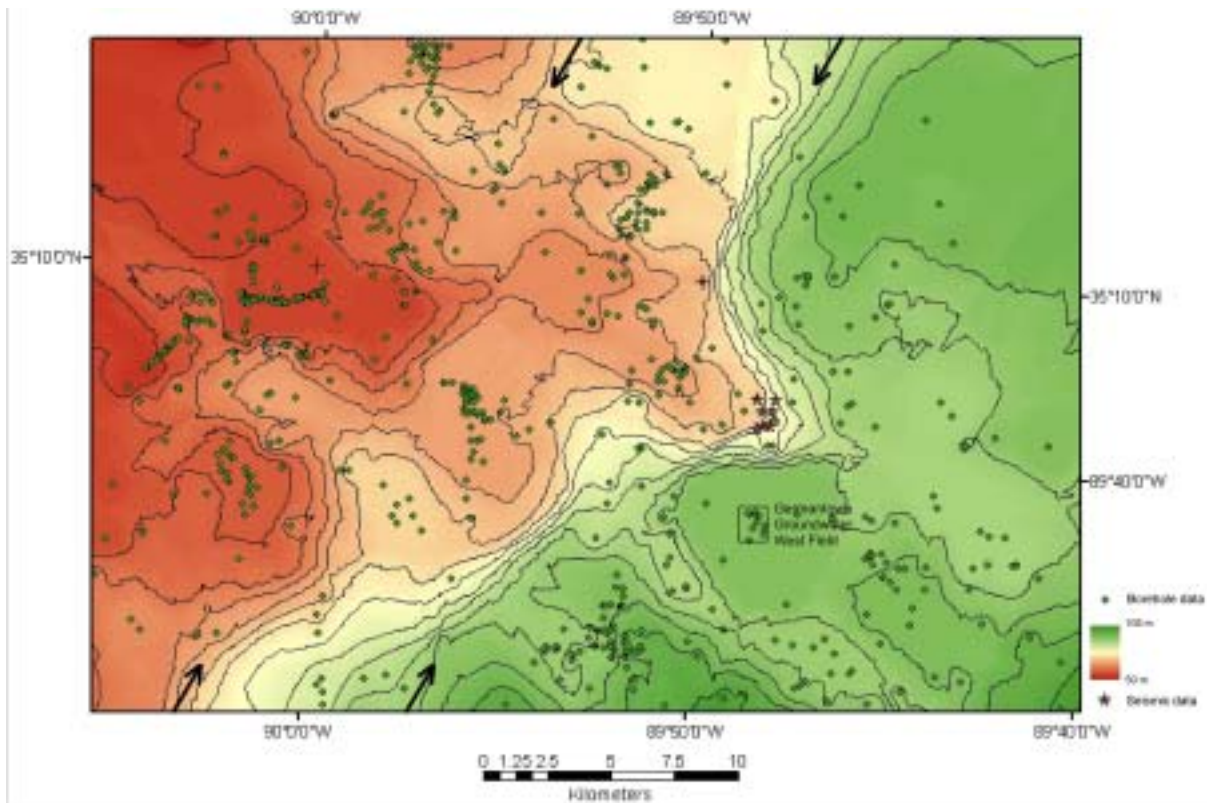 90°0'0"W
89°50'0"W
35°10'0"N
35°10'0"N
89°40'0"W
Groundwater
West Field
Borehole data
100 m
50 m
Seismic data
90°0'0"W
89°50'0"W
89°40'0"W
0 1.25 2.5 5 7.5 10
Kilometers